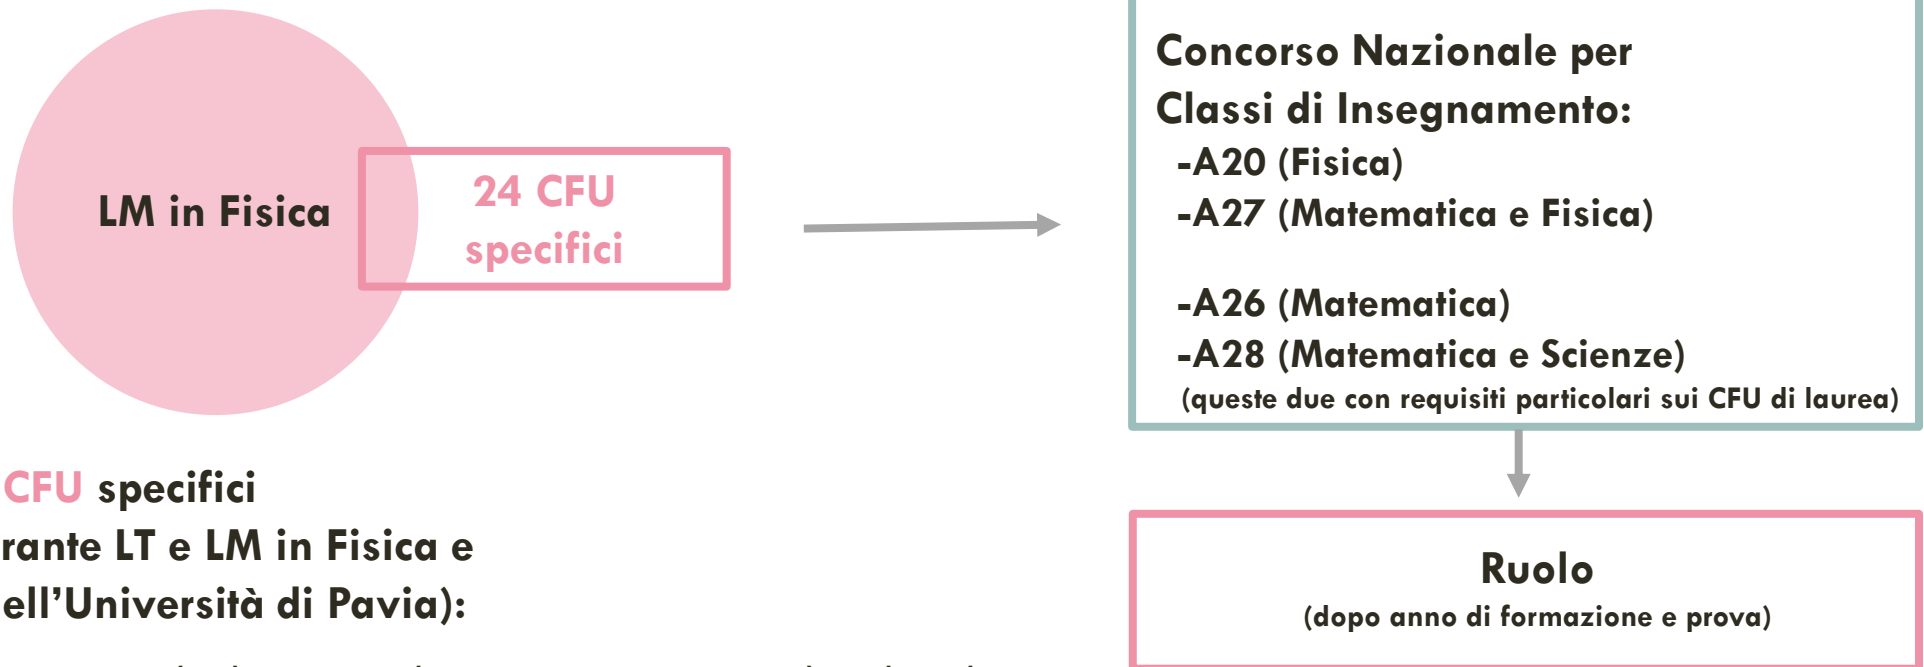 LM in Fisica
24 CFU
specifici
Concorso Nazionale per
Classi di Insegnamento:
-A20 (Fisica)
-A27 (Matematica e Fisica)
-A26 (Matematica)
-A28 (Matematica e Scienze)
(queste due con requisiti particolari sui CFU di laurea)
CFU specifici
rante LT e LM in Fisica e
ell'Università di Pavia):
Ruolo
(dopo anno di formazione e prova)